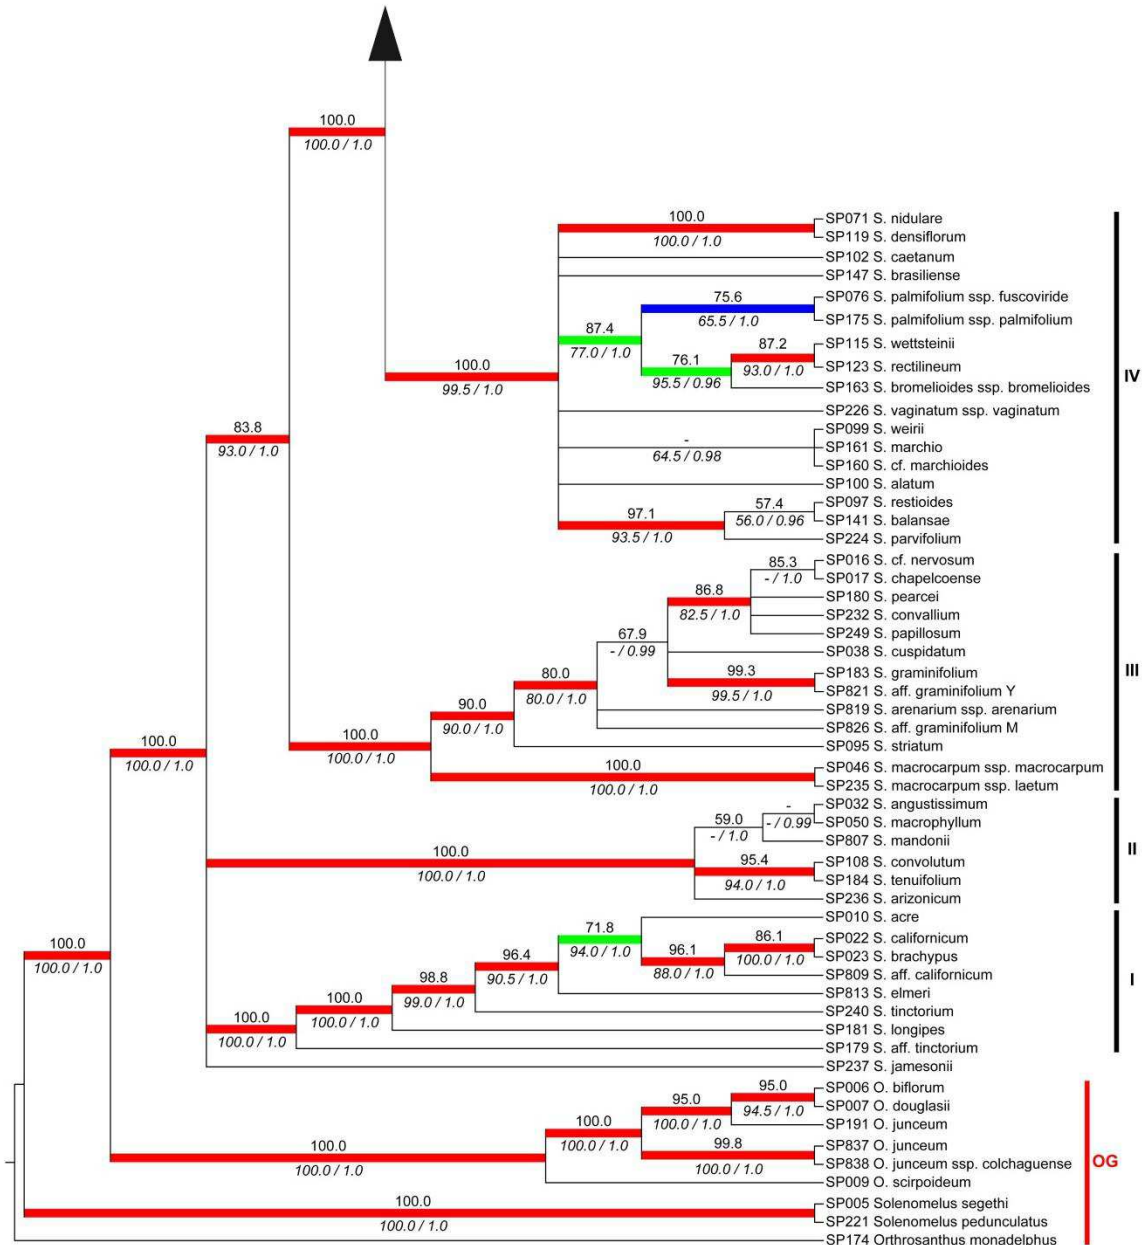 100.0
100.0 / 1.0
SP071 S. nidulare
100.0
SP119 S. densiflorum
100.0 / 1.0
SP102 S. caetanum
SP147 S. brasiliense
SP076 S. palmifolium ssp. fuscoviride
75.6
65.5 / 1.0
SP175 S. palmifolium ssp. palmifolium
87.4
77.0 / 1.0
SP115 S. wettsteinii
87.2
93.0 / 1.0
SP123 S. rectilineum
76.1
95.5 / 0.96
SP163 S. bromelioides ssp. bromelioides
100.0
99.5 / 1.0
IV
SP226 S. vaginatum ssp. vaginatum
SP099 S. weirii
-
64.5 / 0.98
SP161 S. marchio
SP160 S. cf. marchioides
83.8
93.0 / 1.0
SP100 S. alatum
SP097 S. restioides
57.4
56.0 / 0.96
SP141 S. balansae
97.1
93.5 / 1.0
SP224 S. parvifolium
SP016 S. cf. nervosum
85.3
- / 1.0
SP017 S. chapelcoense
86.8
82.5 / 1.0
SP180 S. pearcei
SP232 S. convallium
SP249 S. papillosum
67.9
- / 0.99
SP038 S. cuspidatum
SP183 S. graminifolium
99.3
99.5 / 1.0
SP821 S. aff. graminifolium Y
80.0
80.0 / 1.0
III
SP819 S. arenarium ssp. arenarium
90.0
90.0 / 1.0
SP826 S. aff. graminifolium M
SP095 S. striatum
100.0
100.0 / 1.0
100.0
100.0 / 1.0
SP046 S. macrocarpum ssp. macrocarpum
100.0
100.0 / 1.0
SP235 S. macrocarpum ssp. laetum
SP032 S. angustissimum
-
- / 0.99
SP050 S. macrophyllum
59.0
- / 1.0
SP807 S. mandonii
II
100.0
100.0 / 1.0
SP108 S. convolutum
95.4
94.0 / 1.0
SP184 S. tenuifolium
SP236 S. arizonicum
SP010 S. acre
71.8
94.0 / 1.0
SP022 S. californicum
86.1
100.0 / 1.0
SP023 S. brachypus
96.1
88.0 / 1.0
SP809 S. aff. californicum
96.4
90.5 / 1.0
I
SP813 S. elmeri
98.8
99.0 / 1.0
SP240 S. tinctorium
100.0
100.0 / 1.0
SP181 S. longipes
100.0
100.0 / 1.0
SP179 S. aff. tinctorium
SP237 S. jamesonii
100.0
100.0 / 1.0
SP006 O. biflorum
95.0
94.5 / 1.0
SP007 O. douglasii
95.0
100.0 / 1.0
SP191 O. junceum
100.0
100.0 / 1.0
SP837 O. junceum
99.8
100.0 / 1.0
SP838 O. junceum ssp. colchaguense
OG
100.0
100.0 / 1.0
SP009 O. scirpoideum
SP005 Solenomelus segethi
100.0
100.0 / 1.0
SP221 Solenomelus pedunculatus
SP174 Orthrosanthus monadelphus